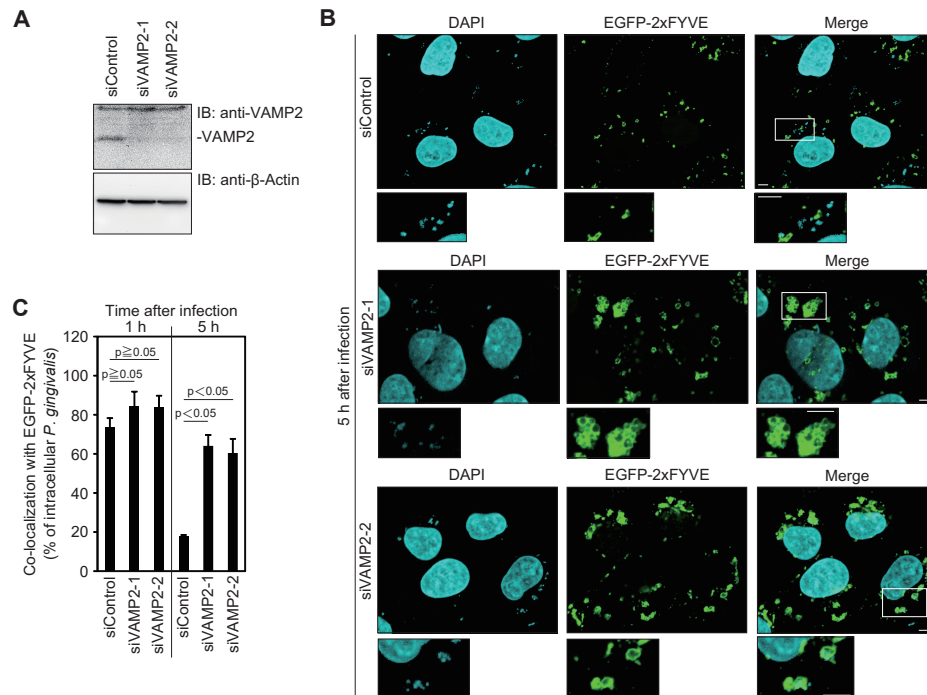 A
siControl
siVAMP2-1
siVAMP2-2
IB: anti-VAMP2
-VAMP2
IB: anti-β-Actin
B
DAPI
EGFP-2xFYVE
Merge
siControl
5 h after infection
DAPI
EGFP-2xFYVE
Merge
siVAMP2-1
DAPI
EGFP-2xFYVE
Merge
siVAMP2-2
C
Time after infection
1 h
5 h
Co-localization with EGFP-2xFYVE
(% of intracellular P. gingivalis)
120
100
80
60
40
20
0
p≧0.05
p≧0.05
p<0.05
p<0.05
siControl
siVAMP2-1
siVAMP2-2
siControl
siVAMP2-1
siVAMP2-2